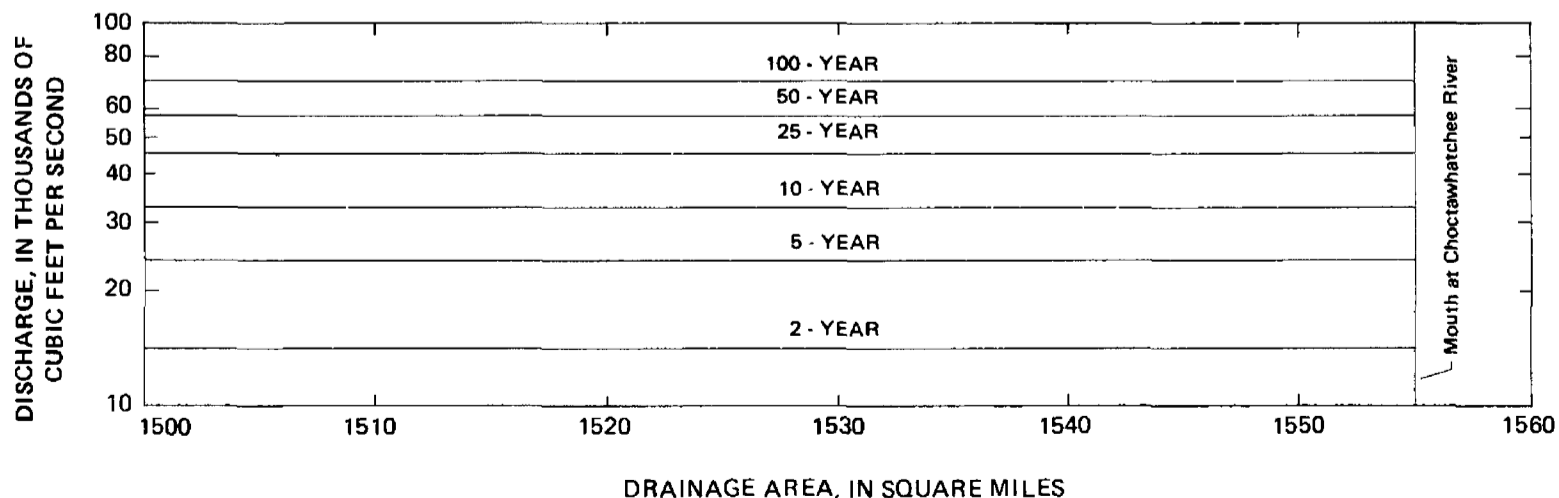 DISCHARGE, IN THOUSANDS OF
CUBIC FEET PER SECOND
100
80
60
50
40
30
20
10
100 - YEAR
50 - YEAR
25 - YEAR
10 - YEAR
5 - YEAR
2 - YEAR
Mouth at Choctawhatchee River
1500 1510 1520 1530 1540 1550 1560
DRAINAGE AREA, IN SQUARE MILES